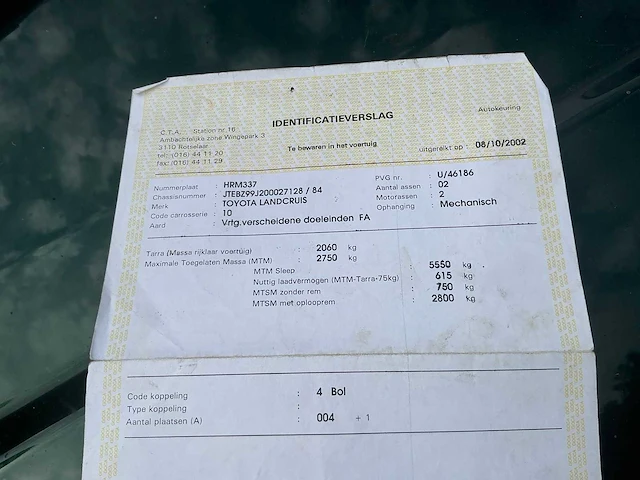 IDENTIFICATIEVERSLAG
Autokeuring
C.T.A. Station nr 16
Ambachtelijke zone Wingepark 3
3110 Rotselaar
tel: (016) 44 11 20
fax: (016) 44 11 29
Te bewaren in het voertuig
uitgereikt op : 08/10/2002
Nummerplaat : HRM337
PVG nr. : U/46186
Chassisnummer : JTEBZ99J200027128 / 84
Aantal assen : 02
Merk : TOYOTA LANDCRUIS
Motorassen : 2
Code carrosserie : 10
Ophanging : Mechanisch
Aard : Vrtg.verscheidene doeleinden FA
Tarra (Massa rijklaar voertuig) : 2060 kg
Maximale Toegelaten Massa (MTM) : 2750 kg
MTM Sleep : 5550 kg
Nuttig laadvermogen (MTM-Tarra-75kg) : 615 kg
MTSM zonder rem : 750 kg
MTSM met oplooprem : 2800 kg
Code koppeling : 4 Bol
Type koppeling :
Aantal plaatsen (A) : 004 + 1